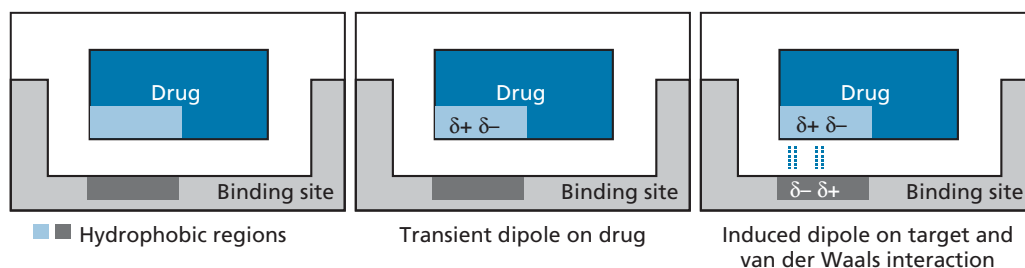 Drug
Binding site
Hydrophobic regions
Drug
δ+ δ−
Binding site
Transient dipole on drug
Drug
δ+ δ−
δ− δ+
Binding site
Induced dipole on target and
van der Waals interaction